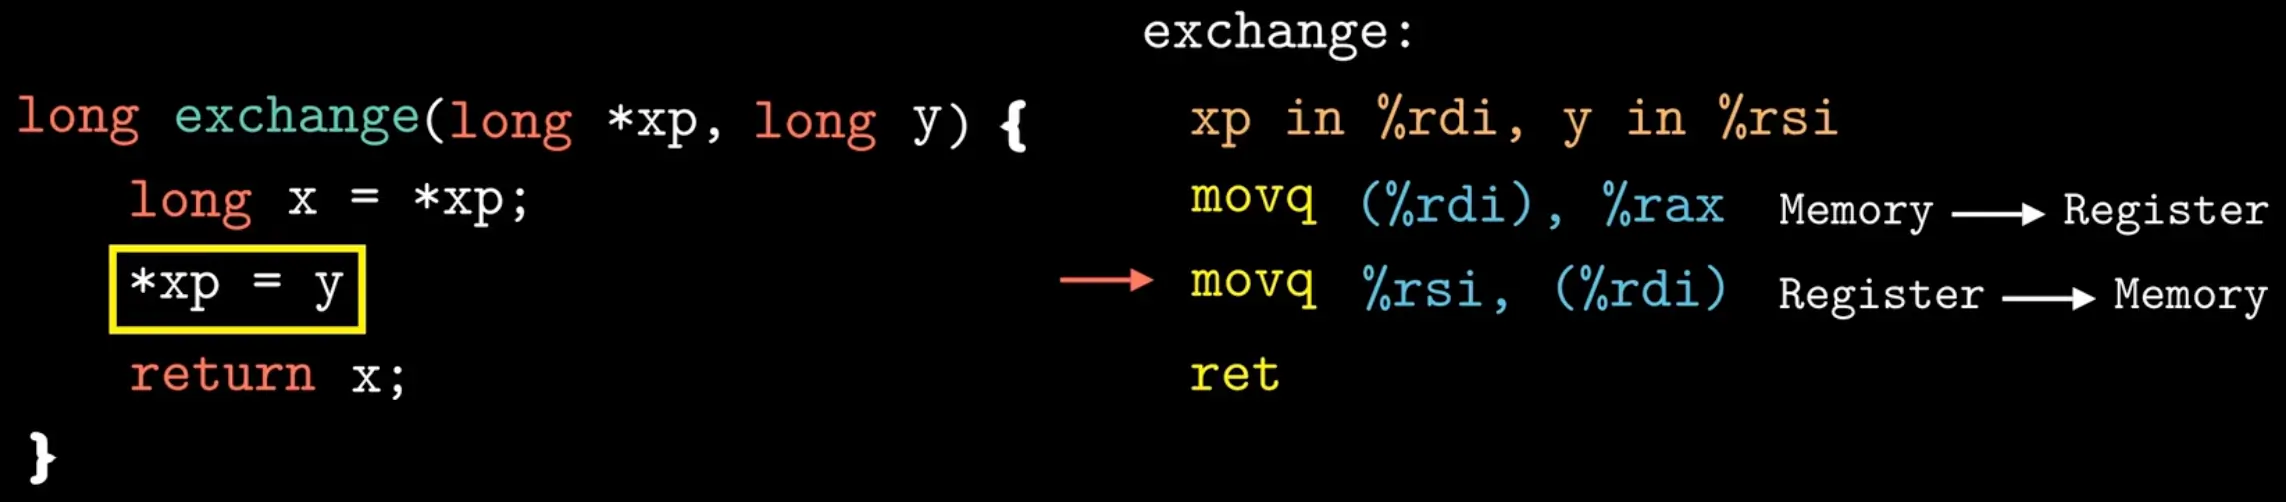 long exchange(long *xp, long y) {
long x = *xp;
*xp = y
return x;
}
exchange:
xp in %rdi, y in %rsi
movq (%rdi), %rax Memory → Register
movq %rsi, (%rdi) Register → Memory
ret